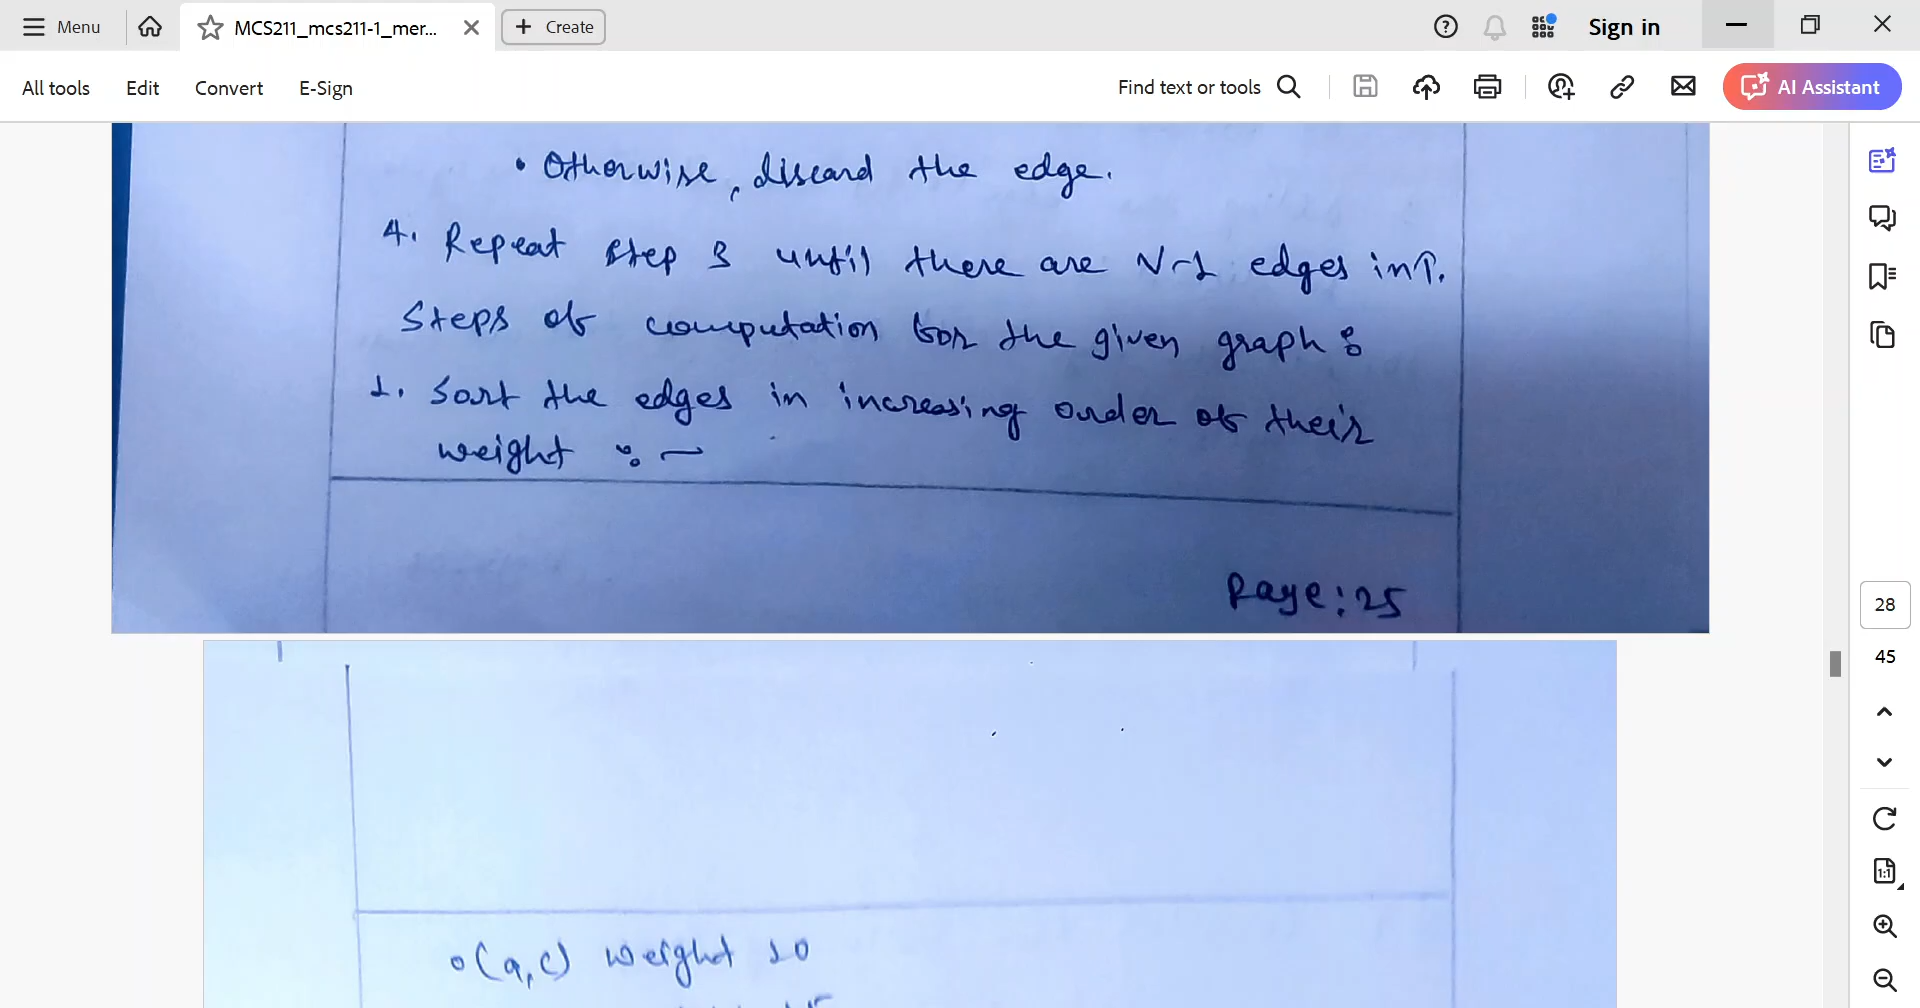 Menu
MCS211_mcs211-1_mer...
Create
Sign in
All tools
Edit
Convert
E-Sign
Find text or tools
AI Assistant
• Otherwise, discard the edge.
4. Repeat step 3 until there are N-1 edges in T.
Steps of computation for the given graph :
1. Sort the edges in increasing order of their
weight :-
Page: 25
28
45
1:1
o (a,c) weight 10